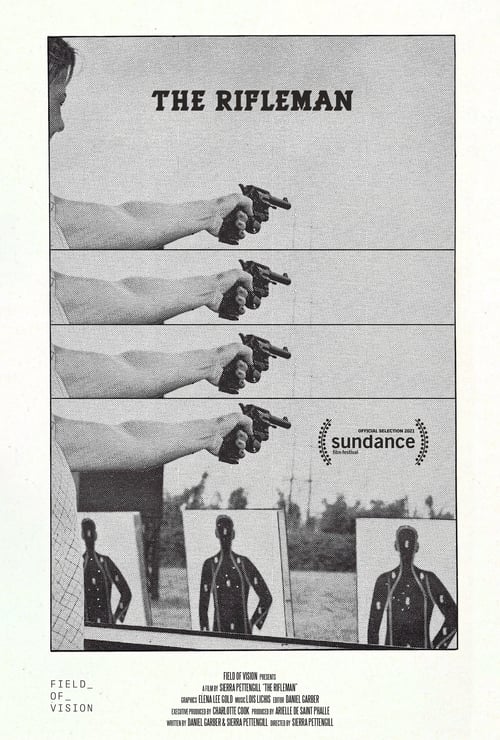 THE RIFLEMAN
OFFICIAL SELECTION 2021
sundance
film festival
FIELD_
OF_
VISION
FIELD OF VISION PRESENTS
A FILM BY SIERRA PETTENGILL "THE RIFLEMAN"
GRAPHICS ELENA LEE GOLD MUSIC LOIS LICHIS EDITOR DANIEL GARBER
EXECUTIVE PRODUCED BY CHARLOTTE COOK PRODUCED BY ARIELLE DE SAINT PHALLE
WRITTEN BY DANIEL GARBER & SIERRA PETTENGILL DIRECTED BY SIERRA PETTENGILL